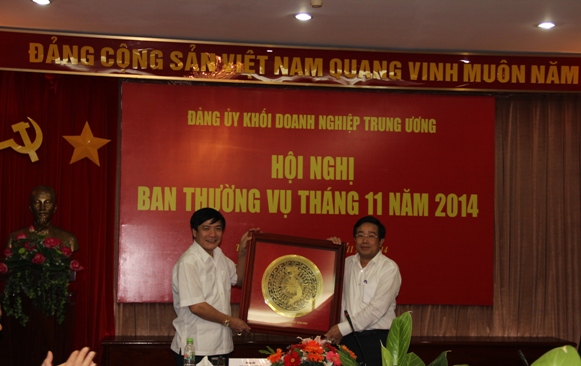 ĐẢNG CỘNG SẢN VIỆT NAM QUANG VINH MUÔN NĂM
ĐẢNG ỦY KHỐI DOANH NGHIỆP TRUNG ƯƠNG
HỘI NGHỊ
BAN THƯỜNG VỤ THÁNG 11 NĂM 2014